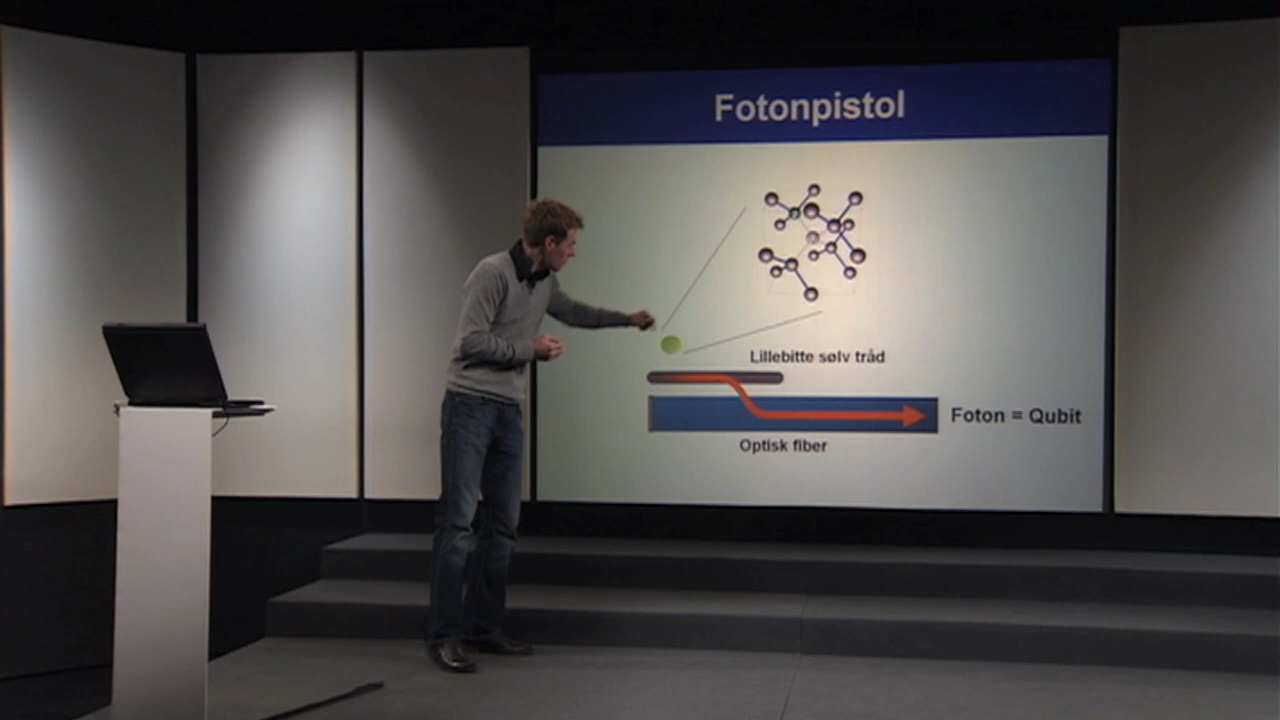 Fotonpistol
Lillebitte sølv tråd
Foton = Qubit
Optisk fiber